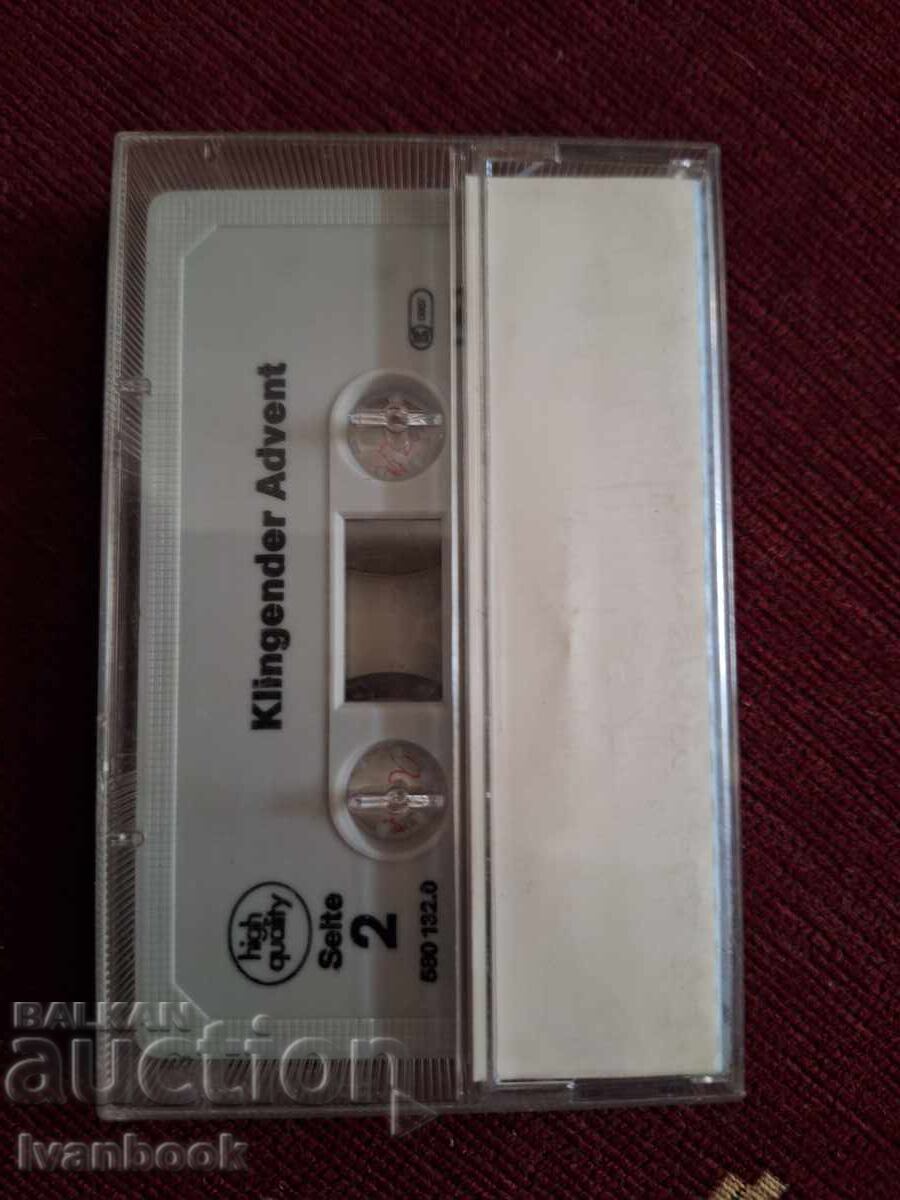 Klingender Advent
high
quality
Seite
2
580 132.0
BALKAN
auction
Ivanbook